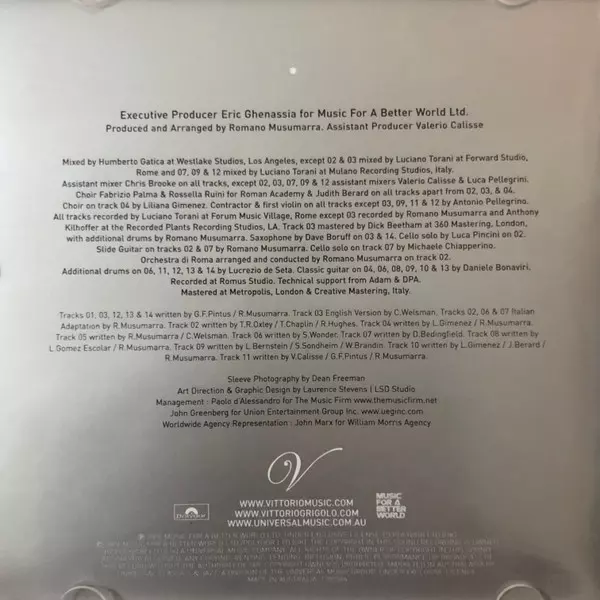 Executive Producer Eric Ghenassia for Music For A Better World Ltd.
Produced and Arranged by Romano Musumarra. Assistant Producer Valerio Calisse
Mixed by Humberto Gatica at Westlake Studios, Los Angeles, except 02 & 03 mixed by Luciano Torani at Forward Studio,
Rome and 07, 09 & 12 mixed by Luciano Torani at Mulano Recording Studios, Italy.
Assistant mixer Chris Brooke on all tracks, except 02, 03, 07, 09 & 12 assistant mixers Valerio Calisse & Luca Pellegrini.
Choir Fabrizio Palma & Rossella Ruini for Roman Academy & Judith Berard on all tracks apart from 02, 03, & 04.
Choir on track 04 by Liliana Gimenez. Contractor & first violin on all tracks except 03, 09, 11 & 12 by Antonio Pellegrino.
All tracks recorded by Luciano Torani at Forum Music Village, Rome except 03 recorded by Romano Musumarra and Anthony
Kilhoffer at the Recorded Plants Recording Studios, LA. Track 03 mastered by Dick Beetham at 360 Mastering, London,
with additional drums by Romano Musumarra. Saxophone by Dave Boruff on 03 & 14. Cello solo by Luca Pincini on 02.
Slide Guitar on tracks 02 & 07 by Romano Musumarra. Cello solo on track 07 by Michaele Chiapperino.
Orchestra di Roma arranged and conducted by Romano Musumarra on track 02.
Additional drums on 06, 11, 12, 13 & 14 by Lucrezio de Seta. Classic guitar on 04, 06, 08, 09, 10 & 13 by Daniele Bonaviri.
Recorded at Romus Studio. Technical support from Adam & DPA.
Mastered at Metropolis, London & Creative Mastering, Italy.
Tracks 01, 03, 12, 13 & 14 written by G.F.Pintus / R.Musumarra. Track 03 English Version by C.Welsman. Tracks 02, 06 & 07 Italian
Adaptation by R.Musumarra. Track 02 written by T.R.Oxley / T.Chaplin / R.Hughes. Track 04 written by L.Gimenez / R.Musumarra.
Track 05 written by R.Musumarra / C.Welsman. Track 06 written by S.Wonder. Track 07 written by D.Bedingfield. Track 08 written by
L.Gomez Escolar / R.Musumarra. Track 09 written by L.Bernstein / S.Sondheim / W.Brandin. Track 10 written by L.Gimenez / J.Berard /
R.Musumarra. Track 11 written by V.Calisse / G.F.Pintus / R.Musumarra.
Sleeve Photography by Dean Freeman
Art Direction & Graphic Design by Laurence Stevens | LSD Studio
Management : Paolo d'Alessandro for The Music Firm www.themusicfirm.net
John Greenberg for Union Entertainment Group Inc. www.ueginc.com
Worldwide Agency Representation : John Marx for William Morris Agency
V
WWW.VITTORIOMUSIC.COM
WWW.VITTORIOGRIGOLO.COM
WWW.UNIVERSALMUSIC.COM.AU
MUSIC
FOR A
BETTER
WORLD